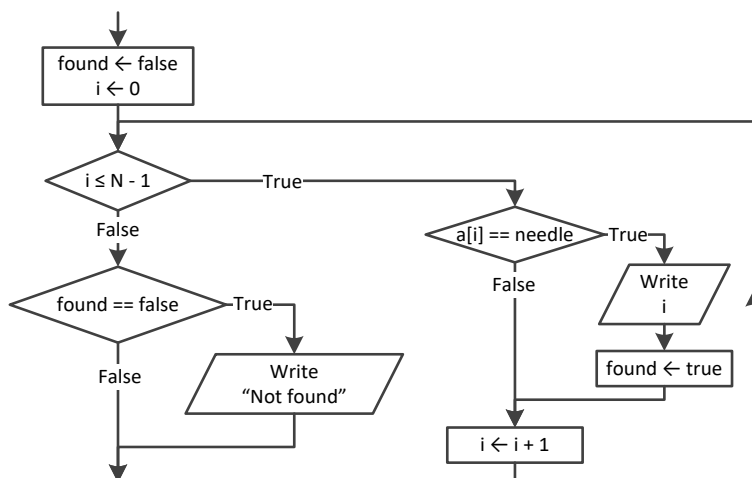 found ← false
i ← 0
i ≤ N - 1
True
False
a[i] == needle
True
False
Write
i
found ← true
i ← i + 1
found == false
True
False
Write
“Not found”